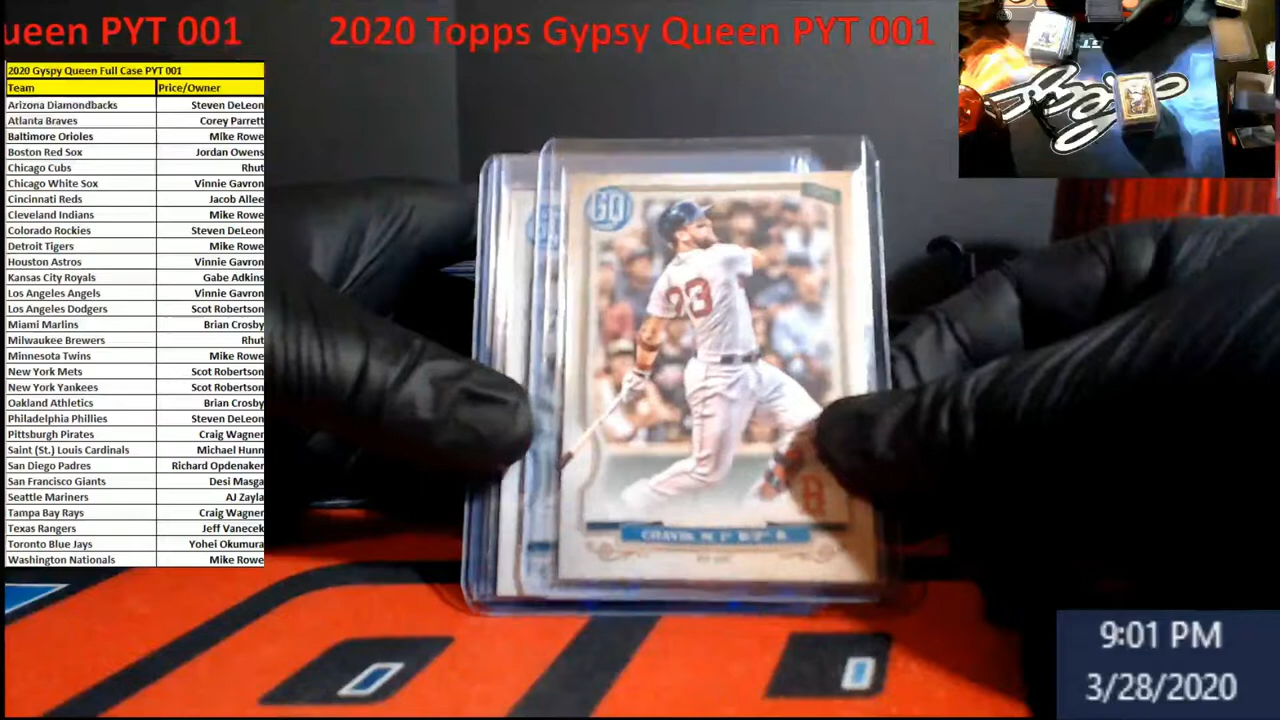 ueen PYT 001
2020 Topps Gypsy Queen PYT 001
2020 Gyspy Queen Full Case PYT 001
Team Price/Owner
Arizona Diamondbacks Steven DeLeon
Atlanta Braves Corey Parrett
Baltimore Orioles Mike Rowe
Boston Red Sox Jordan Owens
Chicago Cubs Rhut
Chicago White Sox Vinnie Gavron
Cincinnati Reds Jacob Allee
Cleveland Indians Mike Rowe
Colorado Rockies Steven DeLeon
Detroit Tigers Mike Rowe
Houston Astros Vinnie Gavron
Kansas City Royals Gabe Adkins
Los Angeles Angels Vinnie Gavron
Los Angeles Dodgers Scot Robertson
Miami Marlins Brian Crosby
Milwaukee Brewers Rhut
Minnesota Twins Mike Rowe
New York Mets Scot Robertson
New York Yankees Scot Robertson
Oakland Athletics Brian Crosby
Philadelphia Phillies Steven DeLeon
Pittsburgh Pirates Craig Wagner
Saint (St.) Louis Cardinals Michael Hunn
San Diego Padres Richard Opdenaker
San Francisco Giants Desi Masga
Seattle Mariners AJ Zayla
Tampa Bay Rays Craig Wagner
Texas Rangers Jeff Vanecek
Toronto Blue Jays Yohei Okumura
Washington Nationals Mike Rowe
GQ
23
B
9:01 PM
3/28/2020